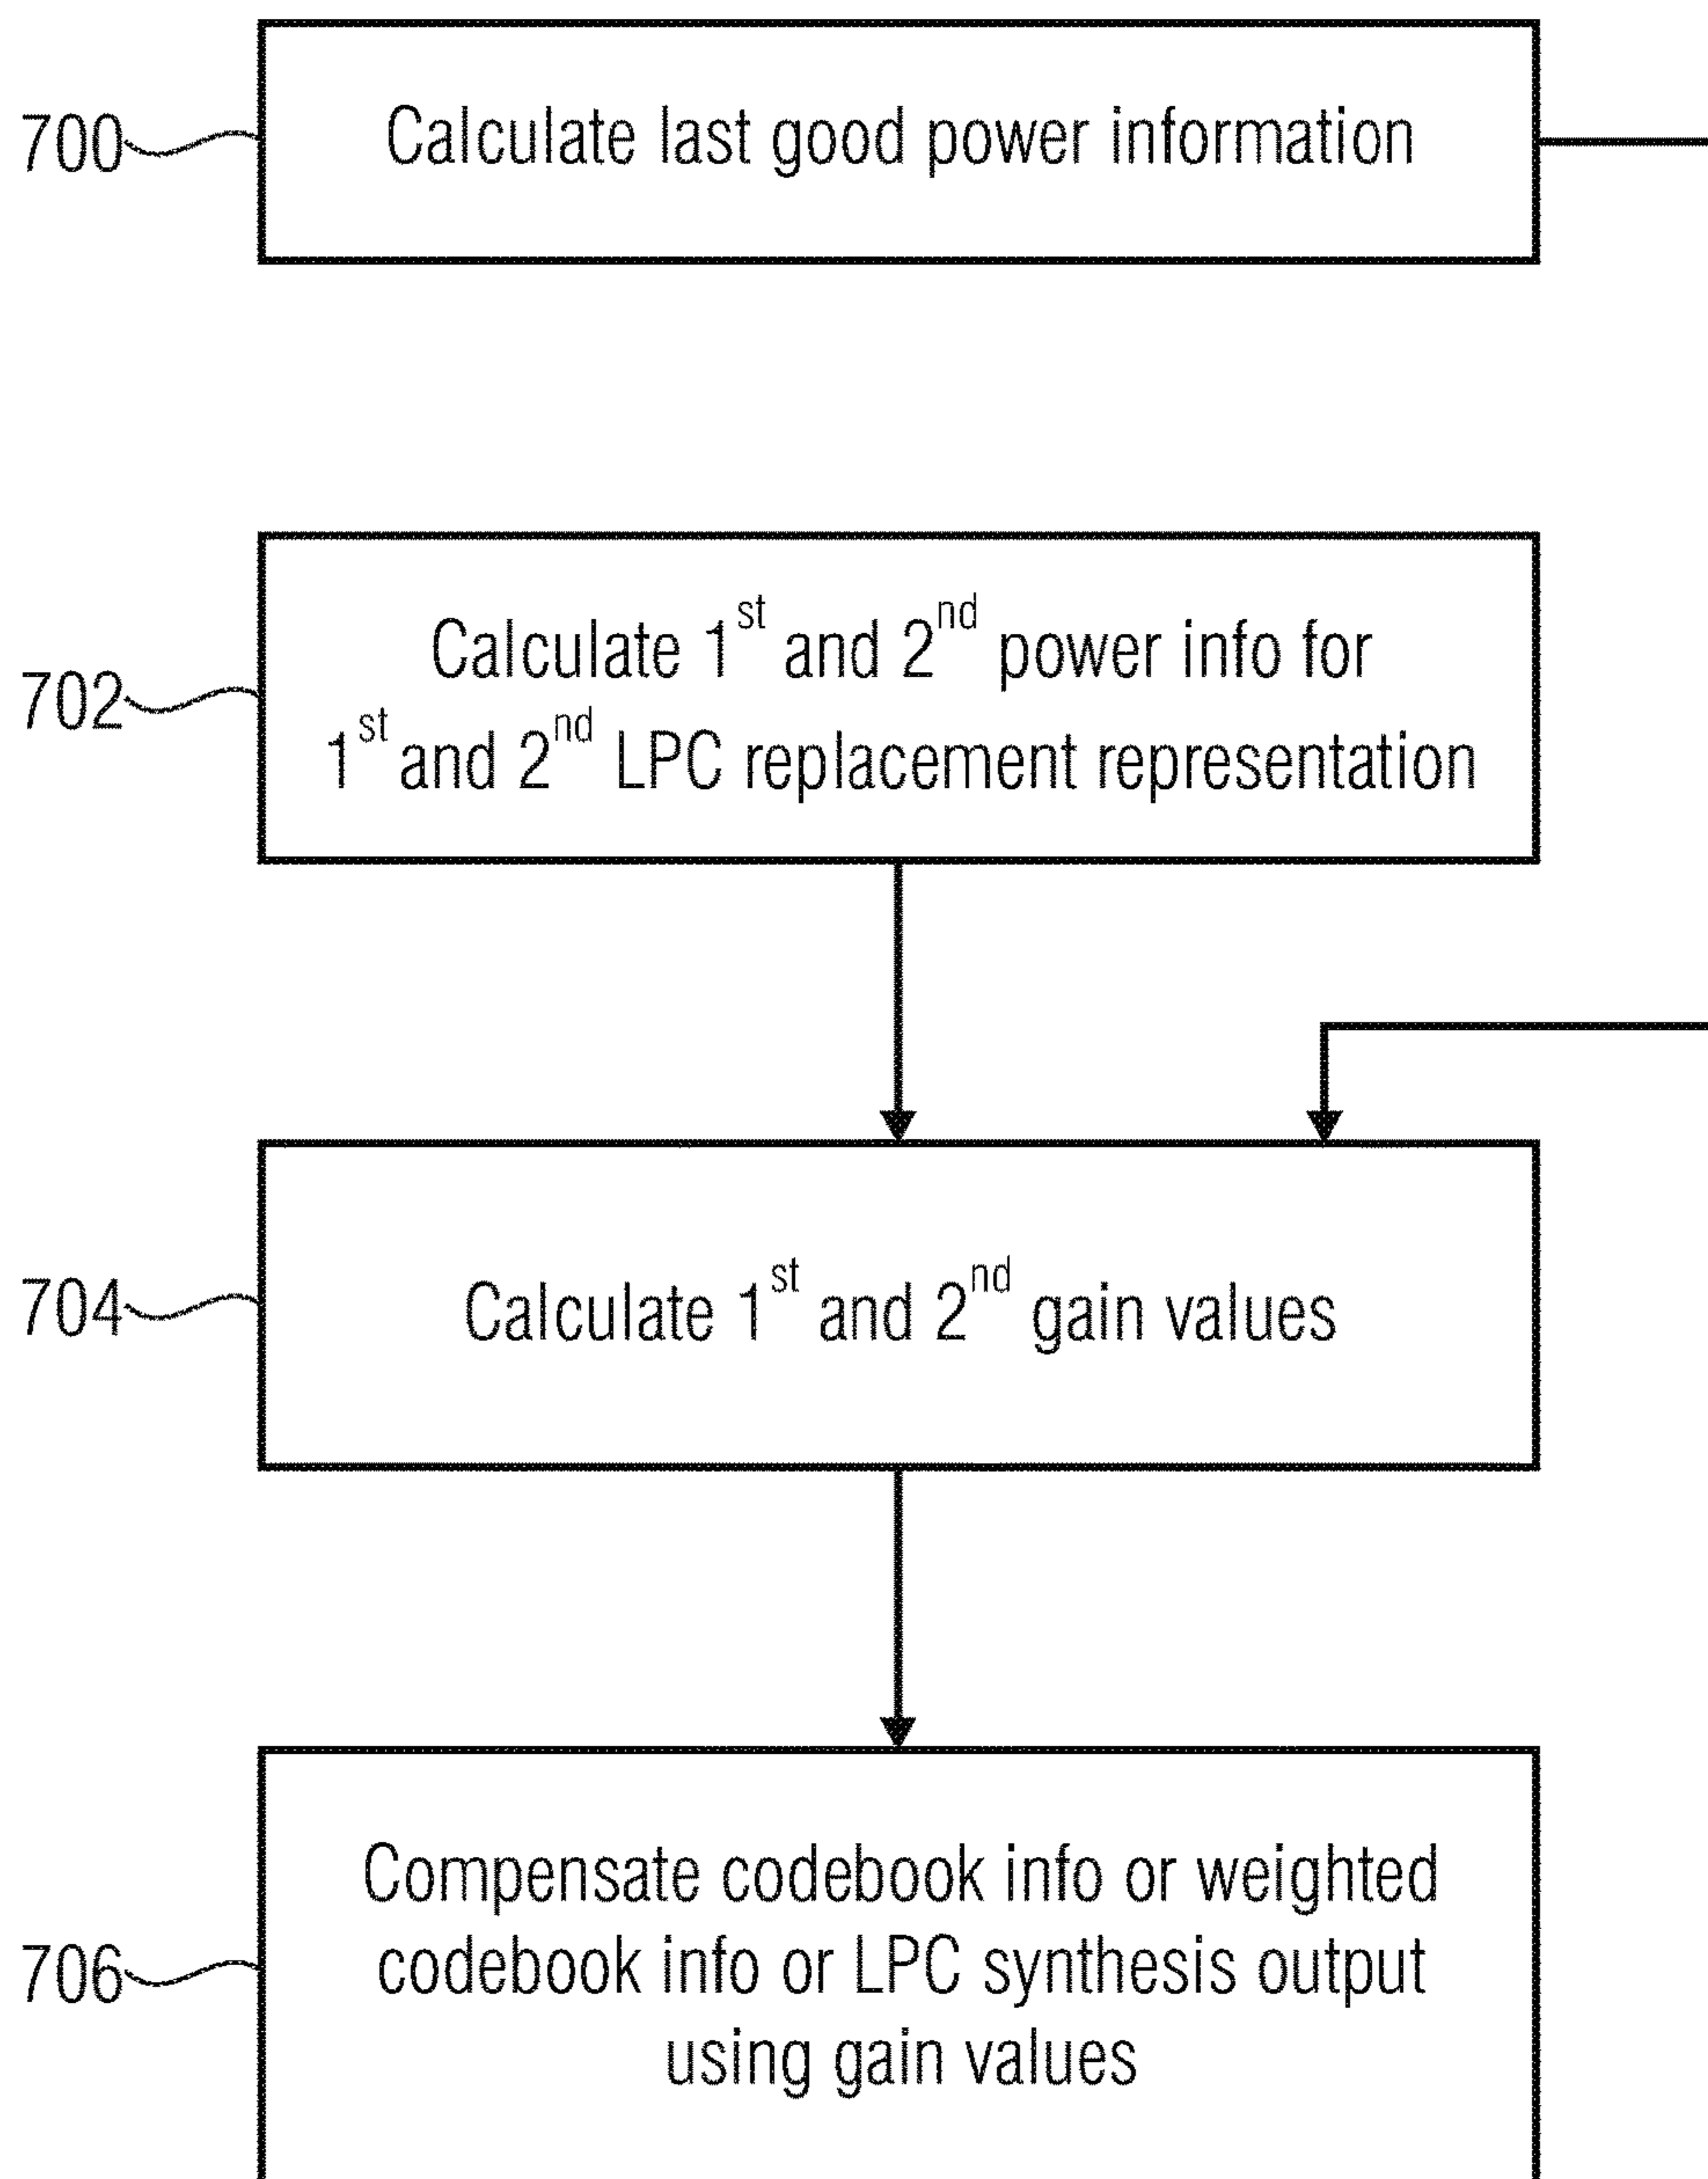 700
Calculate last good power information
702
Calculate 1st and 2nd power info for
1st and 2nd LPC replacement representation
704
Calculate 1st and 2nd gain values
706
Compensate codebook info or weighted
codebook info or LPC synthesis output
using gain values